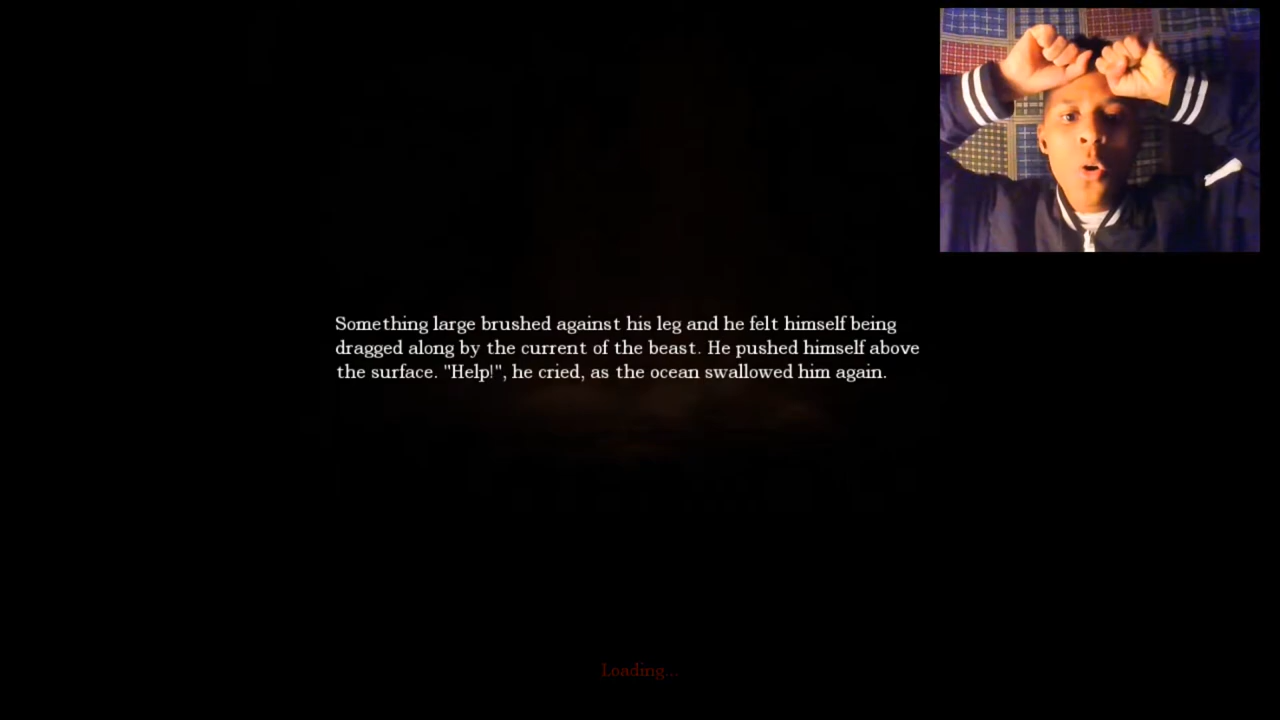 Something large brushed against his leg and he felt himself being
dragged along by the current of the beast. He pushed himself above
the surface. "Help!", he cried, as the ocean swallowed him again.
Loading...